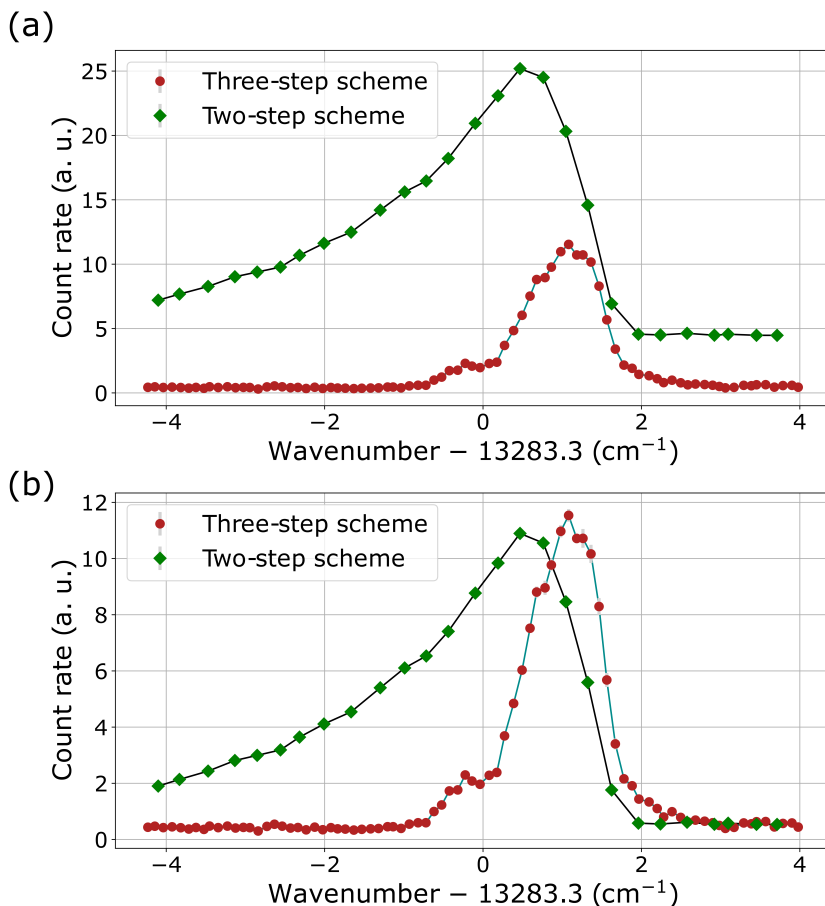 (a)
Three-step scheme
Two-step scheme
25
20
15
10
5
0
Count rate (a. u.)
−4
−2
0
2
4
Wavenumber − 13283.3 (cm⁻¹)
(b)
Three-step scheme
Two-step scheme
12
10
8
6
4
2
0
Count rate (a. u.)
−4
−2
0
2
4
Wavenumber − 13283.3 (cm⁻¹)